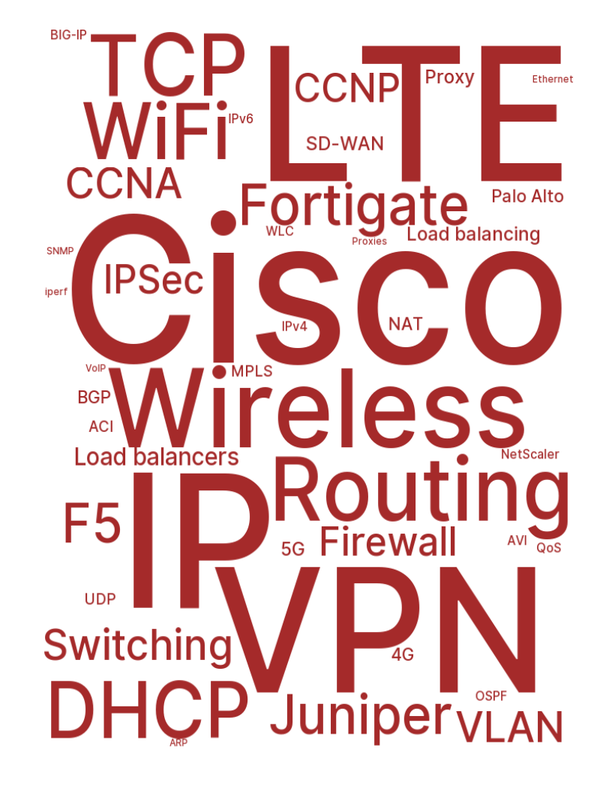 BIG-IP
TCP
LTE
CCNP
Proxy
Ethernet
WiFi
IPv6
SD-WAN
CCNA
Fortigate
Palo Alto
WLC
Proxies
Load balancing
SNMP
Cisco
IPSec
iperf
IPv4
NAT
VoIP
MPLS
Wireless
BGP
ACI
Load balancers
NetScaler
Routing
F5
IP
5G
Firewall
AVI
QoS
UDP
VPN
Switching
4G
DHCP
OSPF
Juniper
VLAN
ARP